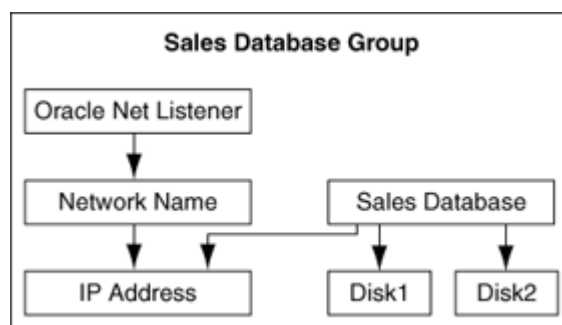 Sales Database Group
Oracle Net Listener
Network Name
Sales Database
IP Address
Disk1
Disk2